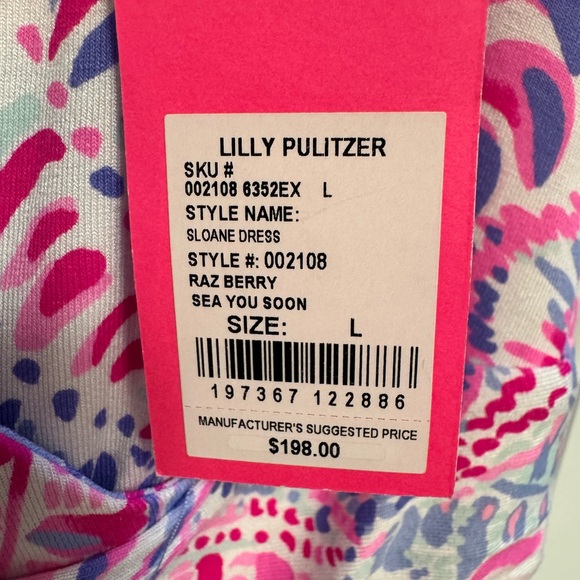 LILLY PULITZER
SKU #
002108 6352EX L
STYLE NAME:
SLOANE DRESS
STYLE #: 002108
RAZ BERRY
SEA YOU SOON
SIZE: L
197367 122886
MANUFACTURER'S SUGGESTED PRICE
$198.00